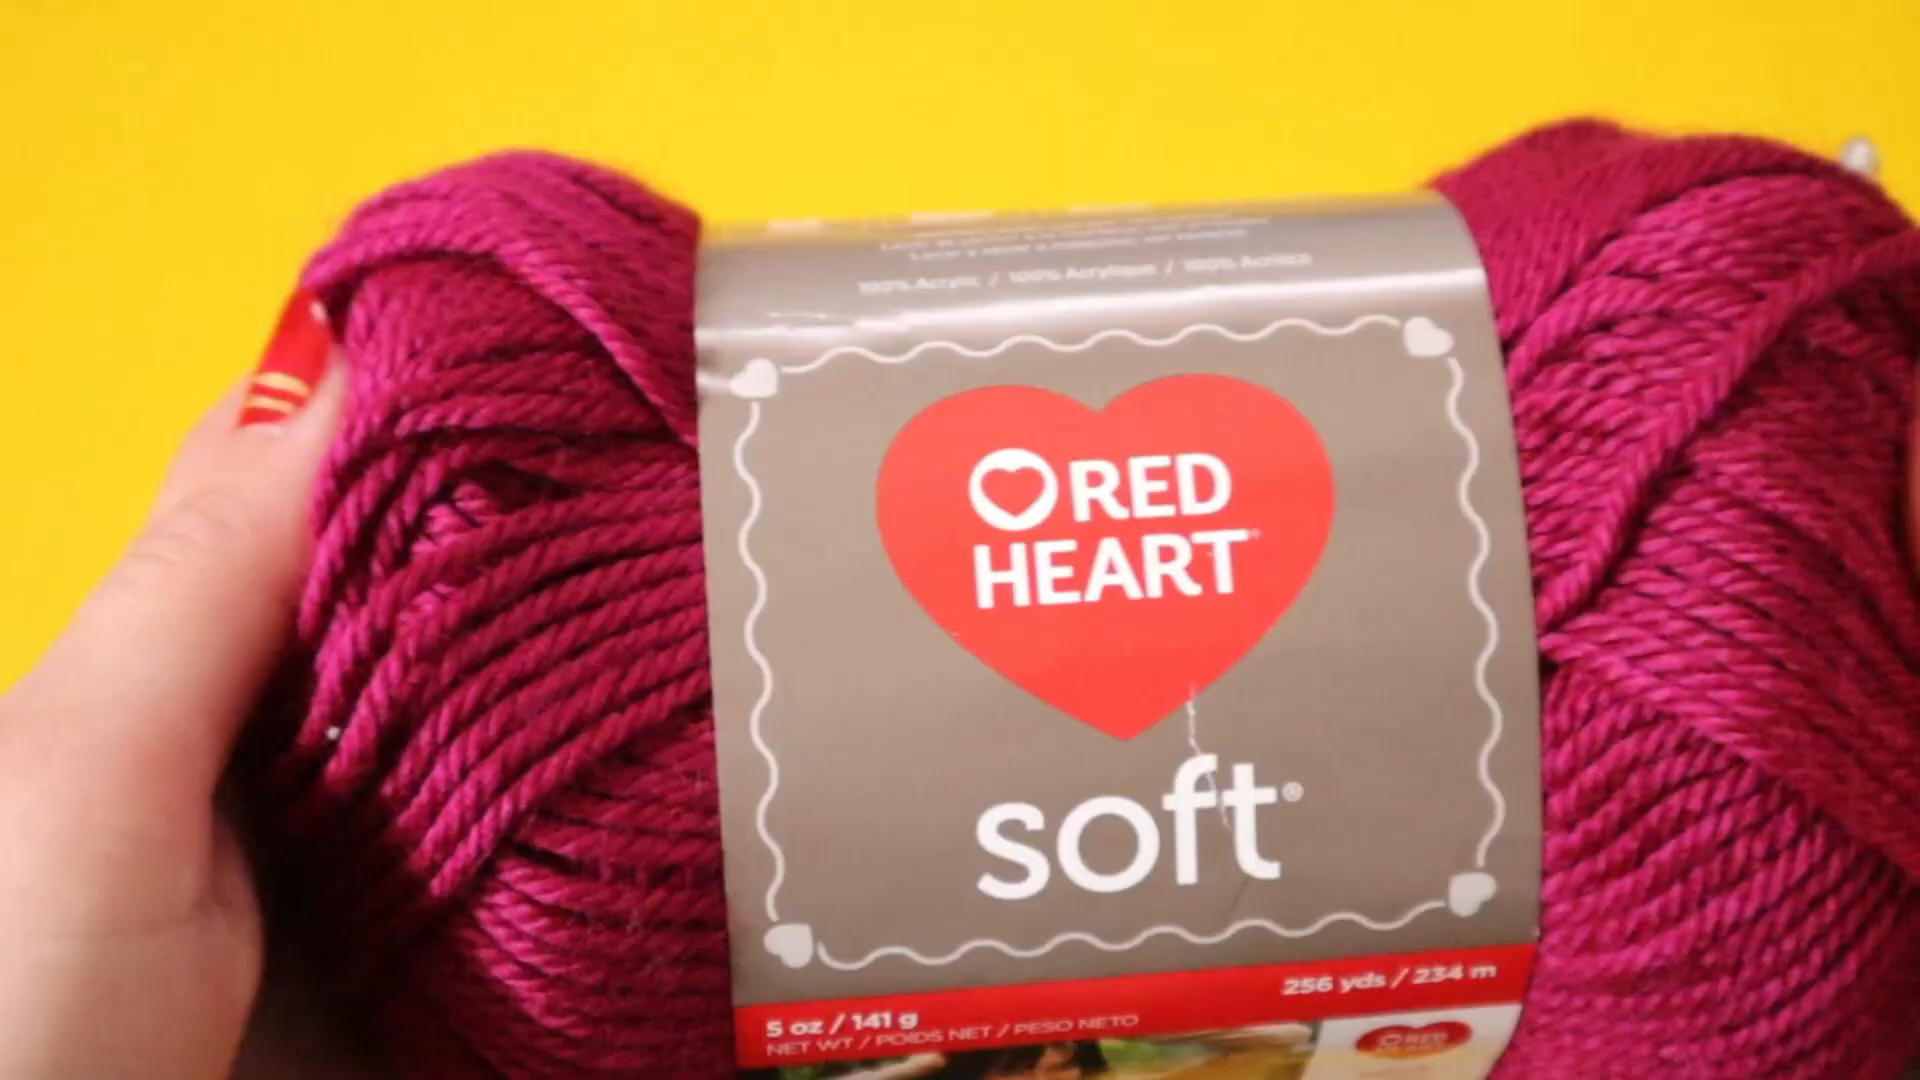 100% Acrylic / 100% Acrylique / 100% Acrílico
RED
HEART®
soft®
256 yds / 234 m
5 oz / 141 g
NET WT / POIDS NET / PESO NETO
RED